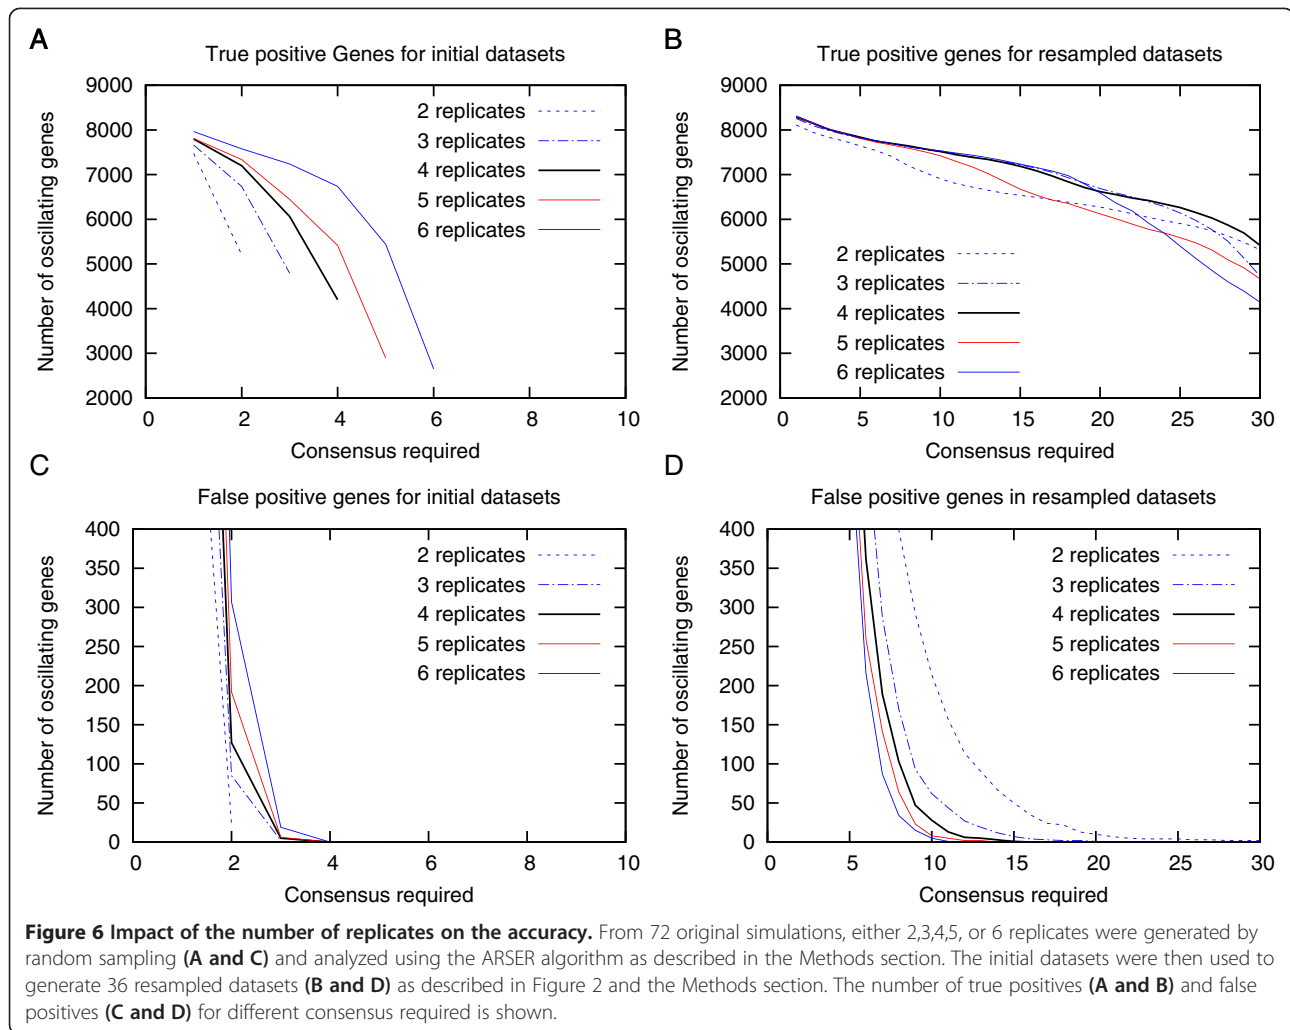 A
True positive Genes for initial datasets
9000
8000
7000
6000
5000
4000
3000
2000
Number of oscillating genes
2 replicates
3 replicates
4 replicates
5 replicates
6 replicates
0 2 4 6 8 10
Consensus required
B
True positive genes for resampled datasets
9000
8000
7000
6000
5000
4000
3000
2000
Number of oscillating genes
2 replicates
3 replicates
4 replicates
5 replicates
6 replicates
0 5 10 15 20 25 30
Consensus required
C
False positive genes for initial datasets
400
350
300
250
200
150
100
50
0
Number of oscillating genes
2 replicates
3 replicates
4 replicates
5 replicates
6 replicates
0 2 4 6 8 10
Consensus required
D
False positive genes in resampled datasets
400
350
300
250
200
150
100
50
0
Number of oscillating genes
2 replicates
3 replicates
4 replicates
5 replicates
6 replicates
0 5 10 15 20 25 30
Consensus required
Figure 6 Impact of the number of replicates on the accuracy. From 72 original simulations, either 2,3,4,5, or 6 replicates were generated by
random sampling (A and C) and analyzed using the ARSER algorithm as described in the Methods section. The initial datasets were then used to
generate 36 resampled datasets (B and D) as described in Figure 2 and the Methods section. The number of true positives (A and B) and false
positives (C and D) for different consensus required is shown.